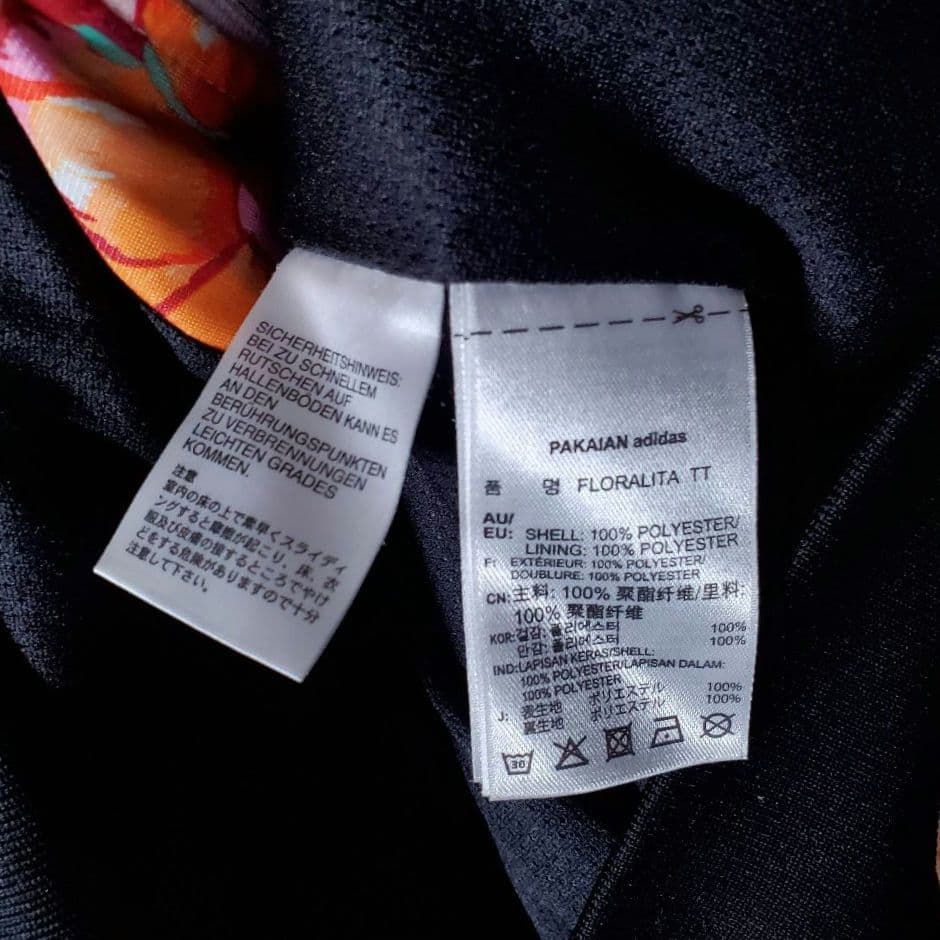 SICHERHEITSHINWEIS:
BEI ZU SCHNELLEM
RUTSCHEN AUF
HALLENBÖDEN KANN ES
AN DEN
BERÜHRUNGSPUNKTEN
ZU VERBRENNUNGEN
LEICHTEN GRADES
KOMMEN.
注意
室内の床の上で素早くスライディ
ングすると摩擦が起こり、床、衣
服及び皮膚の接するところでやけ
どをする危険がありますので十分
注意して下さい。
PAKAIAN adidas
品 名 FLORALITA TT
AU/
EU: SHELL: 100% POLYESTER/
LINING: 100% POLYESTER
F: EXTÉRIEUR: 100% POLYESTER/
DOUBLURE: 100% POLYESTER
CN: 主料: 100% 聚酯纤维/里料:
100% 聚酯纤维
KOR: 겉감: 폴리에스터 100%
안감: 폴리에스터 100%
IND: LAPISAN KERAS/SHELL:
100% POLYESTER/LAPISAN DALAM:
100% POLYESTER
J: 表生地 ポリエステル 100%
裏生地 ポリエステル 100%
30